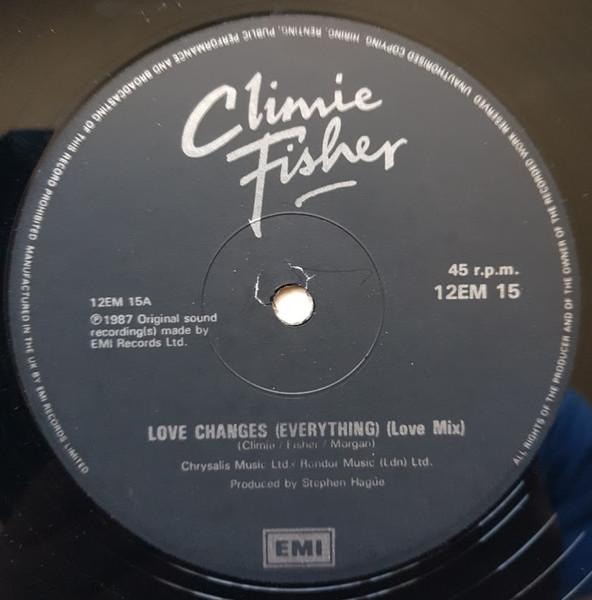 Climie
Fisher
45 r.p.m.
12EM 15
12EM 15A
Ⓟ1987 Original sound
recording(s) made by
EMI Records Ltd.
LOVE CHANGES (EVERYTHING) (Love Mix)
(Climie / Fisher / Morgan)
Chrysalis Music Ltd./ Rondor Music (Ldn) Ltd.
Produced by Stephen Hague
EMI
ALL RIGHTS OF THE PRODUCER AND OF THE OWNER OF THE RECORDED WORK RESERVED UNAUTHORISED COPYING, HIRING, RENTING, PUBLIC PERFORMANCE AND BROADCASTING OF THIS RECORD PROHIBITED MANUFACTURED IN THE UK BY EMI RECORDS LIMITED